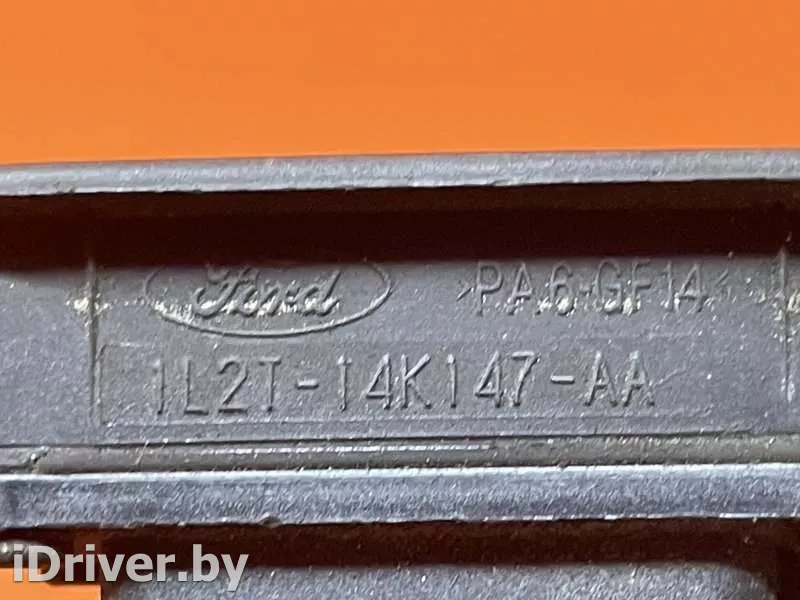 Ford >PA6-GF14<
1L2T-14K147-AA
iDriver.by